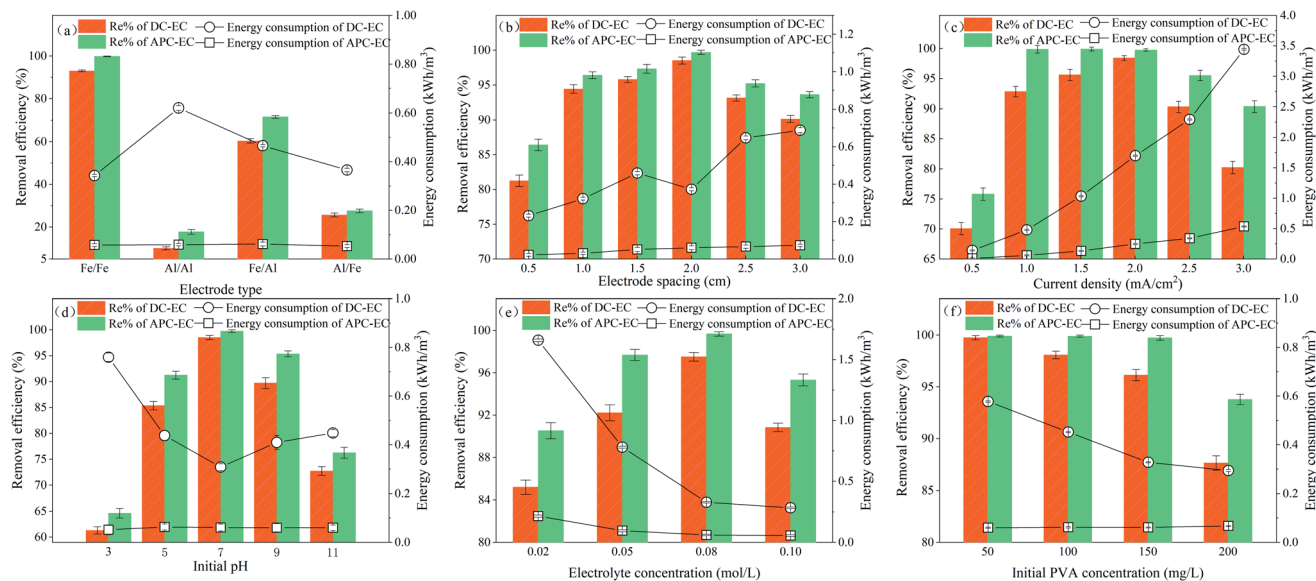 (a)
Re% of DC-EC
Energy consumption of DC-EC
Re% of APC-EC
Energy consumption of APC-EC
Removal efficiency (%)
100
80
60
40
20
5
Energy consumption (kWh/m³)
1.00
0.80
0.60
0.40
0.20
0.00
Fe/Fe Al/Al Fe/Al Al/Fe
Electrode type
(b)
Re% of DC-EC
Energy consumption of DC-EC
Re% of APC-EC
Energy consumption of APC-EC
Removal efficiency (%)
100
95
90
85
80
75
70
Energy consumption (kWh/m³)
1.2
1.0
0.8
0.6
0.4
0.2
0.0
0.5 1.0 1.5 2.0 2.5 3.0
Electrode spacing (cm)
(c)
Re% of DC-EC
Energy consumption of DC-EC
Re% of APC-EC
Energy consumption of APC-EC
Removal efficiency (%)
100
95
90
85
80
75
70
65
Energy consumption (kWh/m³)
4.0
3.5
3.0
2.5
2.0
1.5
1.0
0.5
0.0
0.5 1.0 1.5 2.0 2.5 3.0
Current density (mA/cm²)
(d)
Re% of DC-EC
Energy consumption of DC-EC
Re% of APC-EC
Energy consumption of APC-EC
Removal efficiency (%)
100
95
90
85
80
75
70
65
60
Energy consumption (kWh/m³)
1.0
0.8
0.6
0.4
0.2
0.0
3 5 7 9 11
Initial pH
(e)
Re% of DC-EC
Energy consumption of DC-EC
Re% of APC-EC
Energy consumption of APC-EC
Removal efficiency (%)
100
96
92
88
84
80
Energy consumption (kWh/m³)
2.0
1.5
1.0
0.5
0.0
0.02 0.05 0.08 0.10
Electrolyte concentration (mol/L)
(f)
Re% of DC-EC
Energy consumption of DC-EC
Re% of APC-EC
Energy consumption of APC-EC
Removal efficiency (%)
100
95
90
85
80
Energy consumption (kWh/m³)
1.0
0.8
0.6
0.4
0.2
0.0
50 100 150 200
Initial PVA concentration (mg/L)